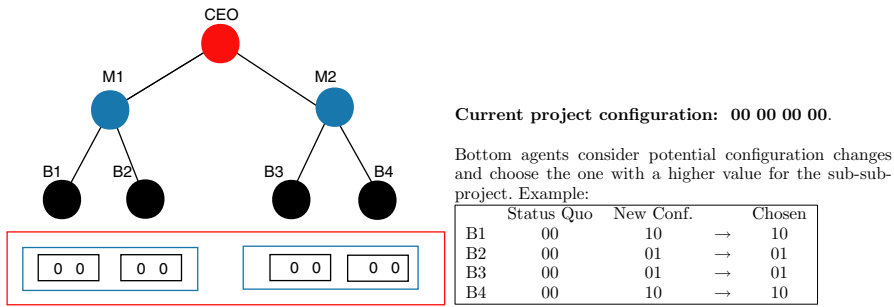 CEO
M1
M2
B1
B2
B3
B4
0 0
0 0
0 0
0 0
Current project configuration: 00 00 00 00.
Bottom agents consider potential configuration changes
and choose the one with a higher value for the sub-sub-
project. Example:
Status Quo New Conf. Chosen
B1 00 10 → 10
B2 00 01 → 01
B3 00 01 → 01
B4 00 10 → 10